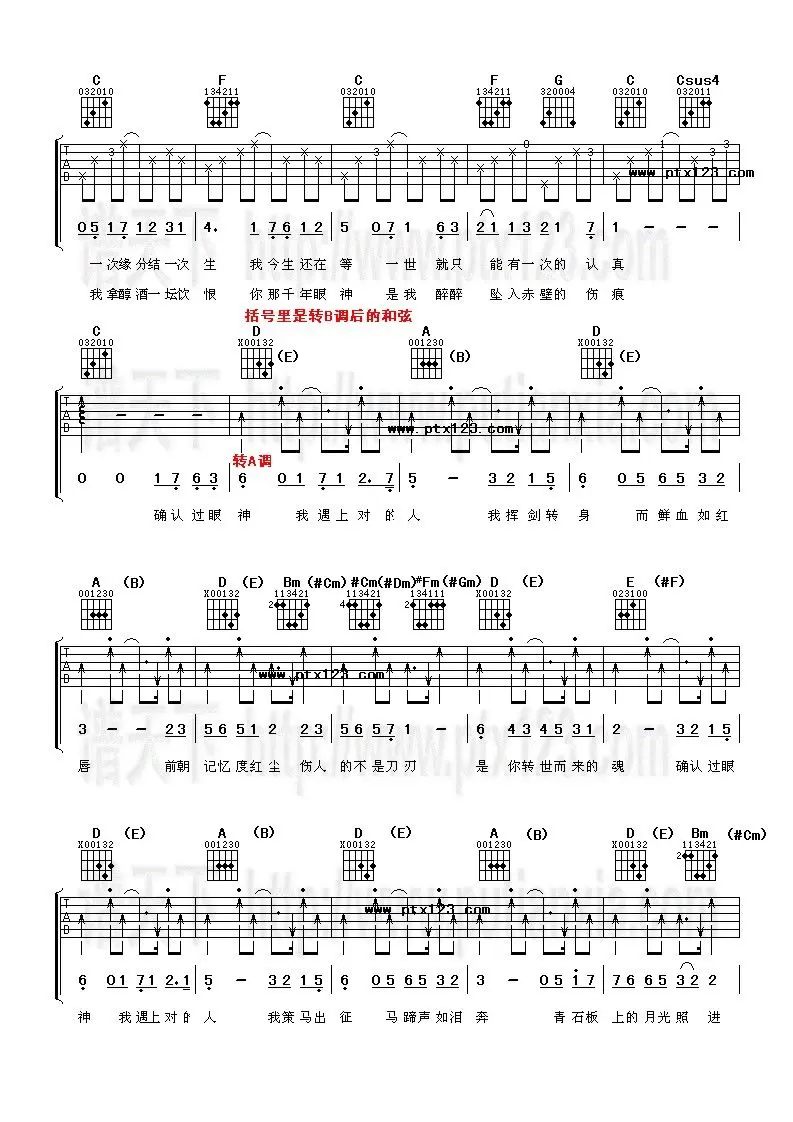 C F C F G C Csus4
032010 134211 032010 134211 320004 032010 032011
3 3 0 3 1 3 3
www.ptx123.com
0 5 1 7 1 2 3 1 4. 1 7 6 1 2 5 0 7 1 6 3 2 1 1 3 2 1 7 1 - - -
一次缘分结一次 生 我今生还在 等 一世 就只 能有一次的 认真
我拿醇酒一坛饮 恨 你那千年眼 神 是我 醉醉 坠入赤壁的 伤 痕
括号里是转B调后的和弦
C D (E) A (B) D (E)
032010 X00132 001230 X00132
www.ptx123.com
转A调
0 0 1 7 6 3 6 0 1 7 1 2. 7 5 - 3 2 1 5 6 0 5 6 5 3 2
确认过眼 神 我 遇上 对 的 人 我 挥剑转 身 而 鲜血如红
A (B) D (E) Bm (#Cm) #Cm(#Dm) #Fm(#Gm) D (E) E (#F)
001230 X00132 2 113421 4 113421 2 134111 X00132 023100
www.ptx123.com
3 - - 2 3 5 6 5 1 2 2 3 5 6 5 7 1 - 6 4 3 4 5 3 1 2 - 3 2 1 5
唇 前朝 记忆 度红尘 伤人 的不是刀刃 是 你转世而来的 魂 确认过眼
D (E) A (B) D (E) A (B) D (E) Bm (#Cm)
X00132 001230 X00132 001230 X00132 2 113421
www.ptx123.com
6 0 1 7 1 2. 1 5 - 3 2 1 5 6 0 5 6 5 3 2 3 - 0 5 1 7 7 6 6 5 3 2 2
神 我 遇上 对的 人 我策马出 征 马 蹄声如泪 奔 青石板 上的 月光照 进